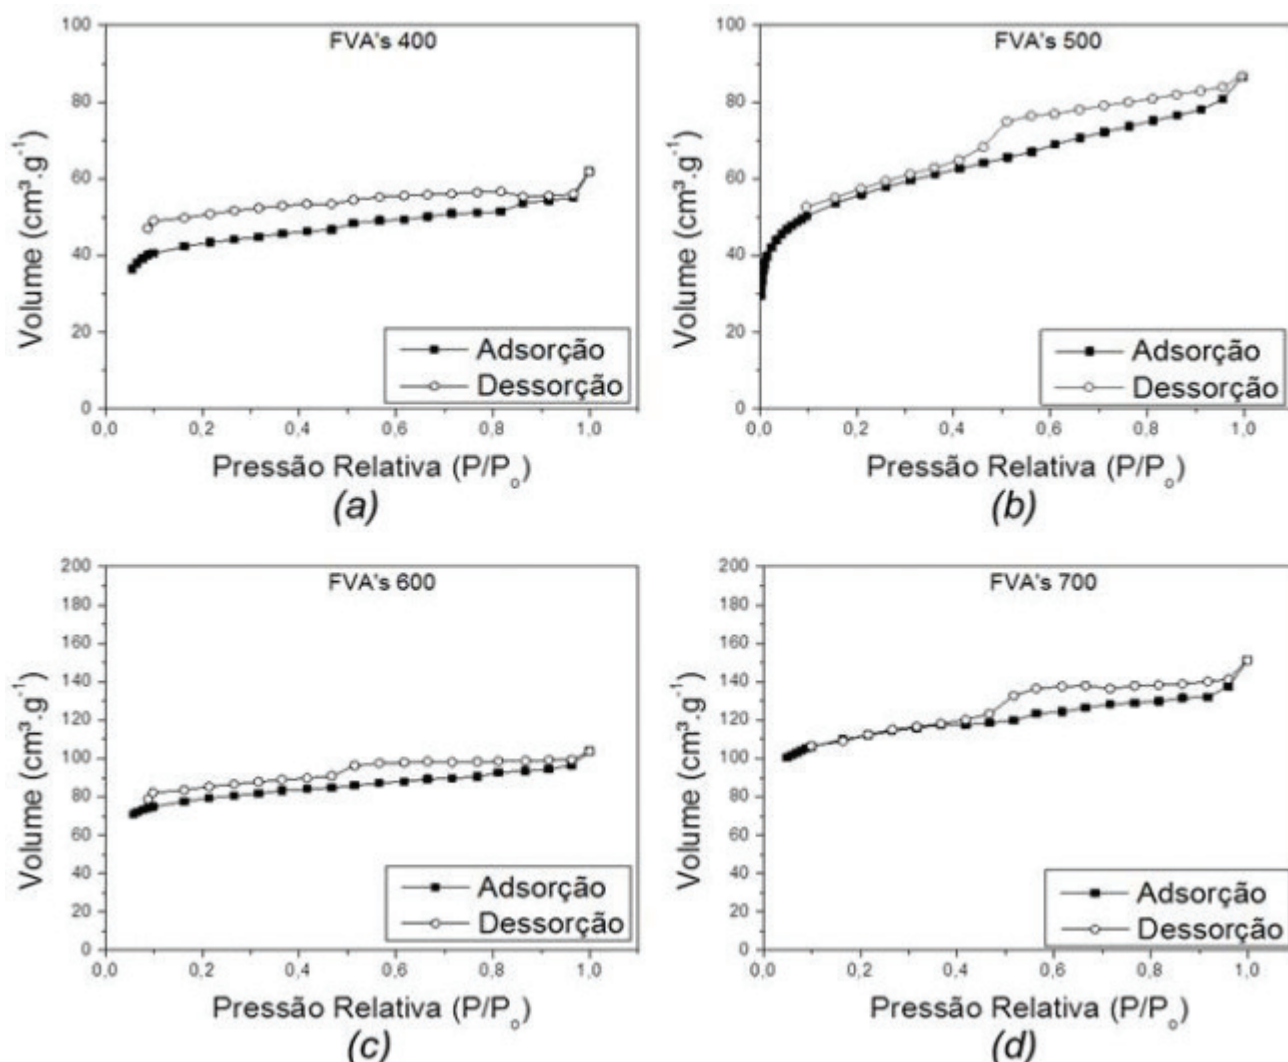 FVA's 400
100
80
60
40
20
0
Volume (cm³.g⁻¹)
Adsorção
Dessorção
0,0 0,2 0,4 0,6 0,8 1,0
Pressão Relativa (P/P₀)
(a)
FVA's 500
100
80
60
40
20
0
Volume (cm³.g⁻¹)
Adsorção
Dessorção
0,0 0,2 0,4 0,6 0,8 1,0
Pressão Relativa (P/P₀)
(b)
FVA's 600
200
180
160
140
120
100
80
60
40
20
0
Volume (cm³.g⁻¹)
Adsorção
Dessorção
0,0 0,2 0,4 0,6 0,8 1,0
Pressão Relativa (P/P₀)
(c)
FVA's 700
200
180
160
140
120
100
80
60
40
20
0
Volume (cm³.g⁻¹)
Adsorção
Dessorção
0,0 0,2 0,4 0,6 0,8 1,0
Pressão Relativa (P/P₀)
(d)